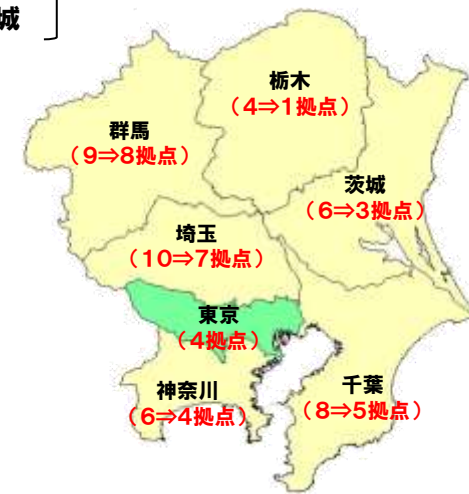 城
栃木
（4⇒1拠点）
群馬
（9⇒8拠点）
茨城
（6⇒3拠点）
埼玉
（10⇒7拠点）
東京
（4拠点）
神奈川
（6⇒4拠点）
千葉
（8⇒5拠点）